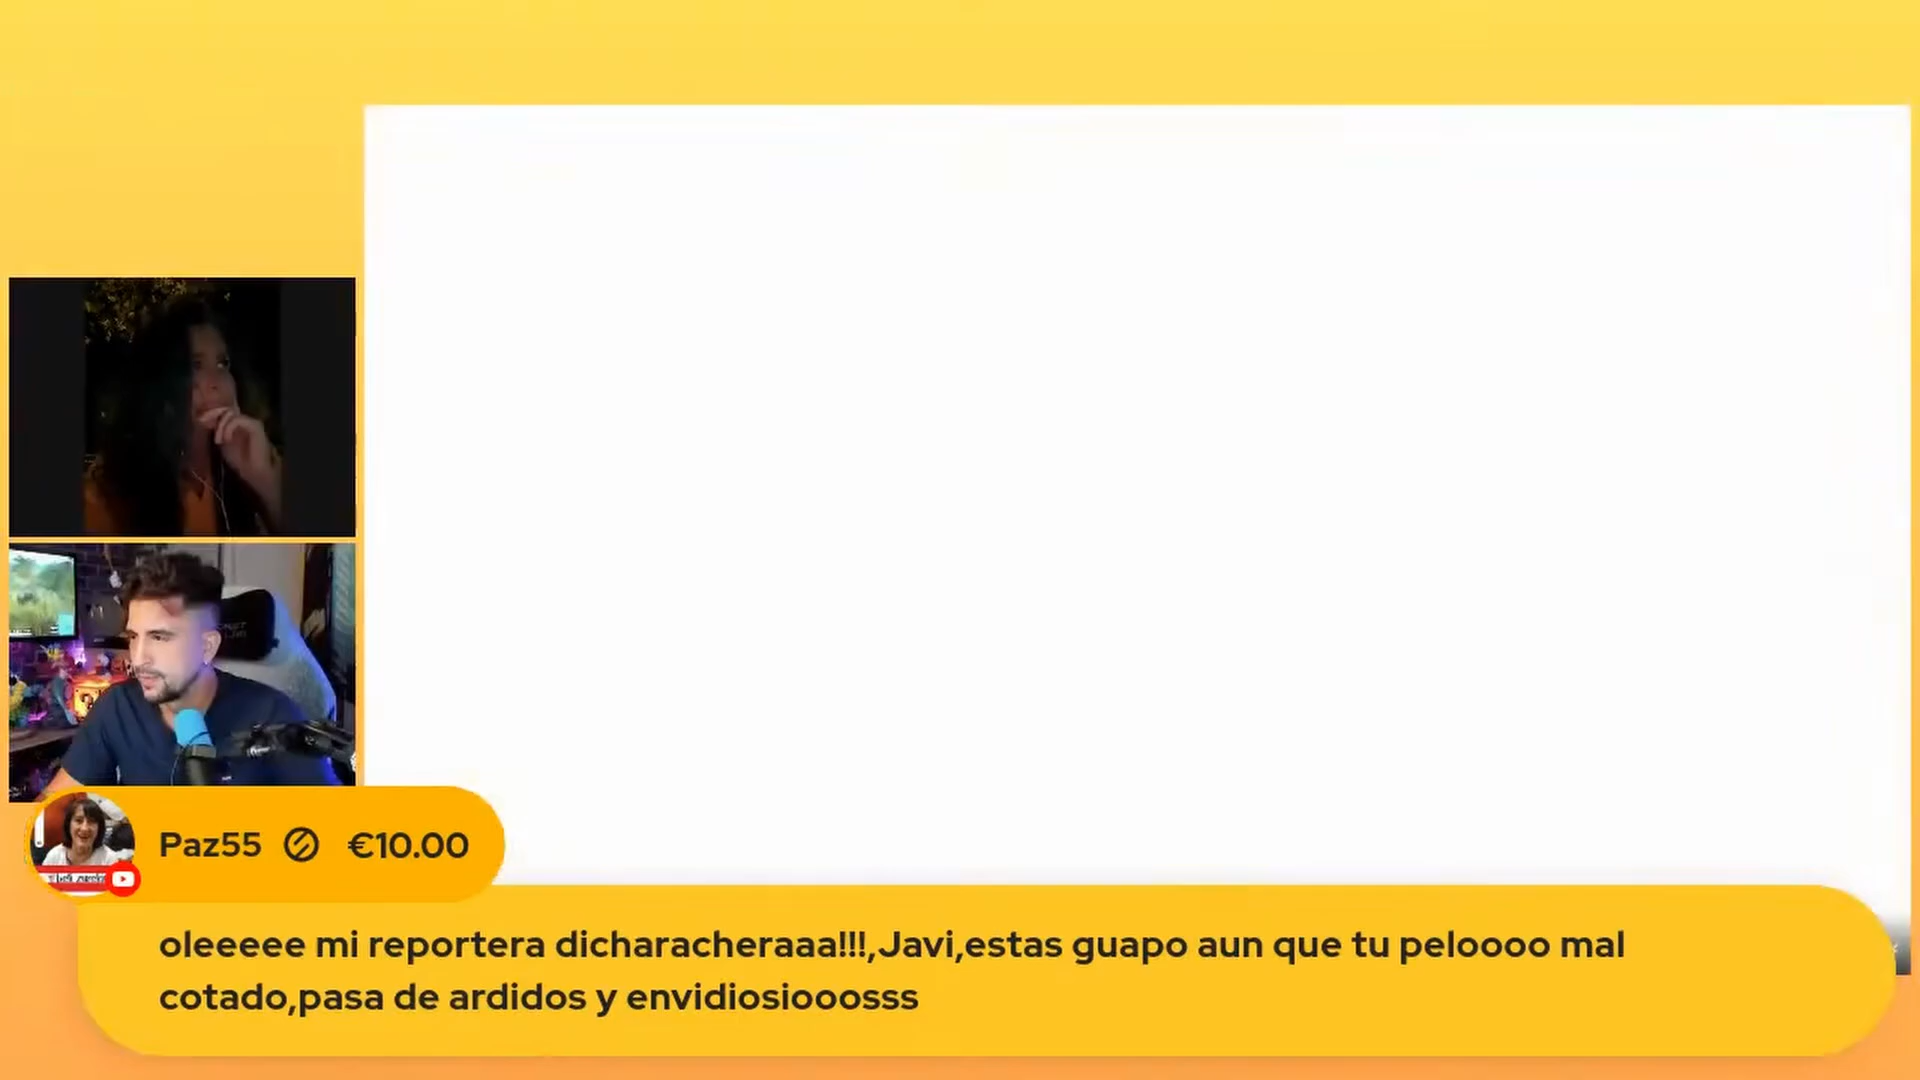 Paz55 €10.00
oleeeee mi reportera dicharacheraaa!!!,Javi,estas guapo aun que tu peloooo mal
cotado,pasa de ardidos y envidiosiooosss